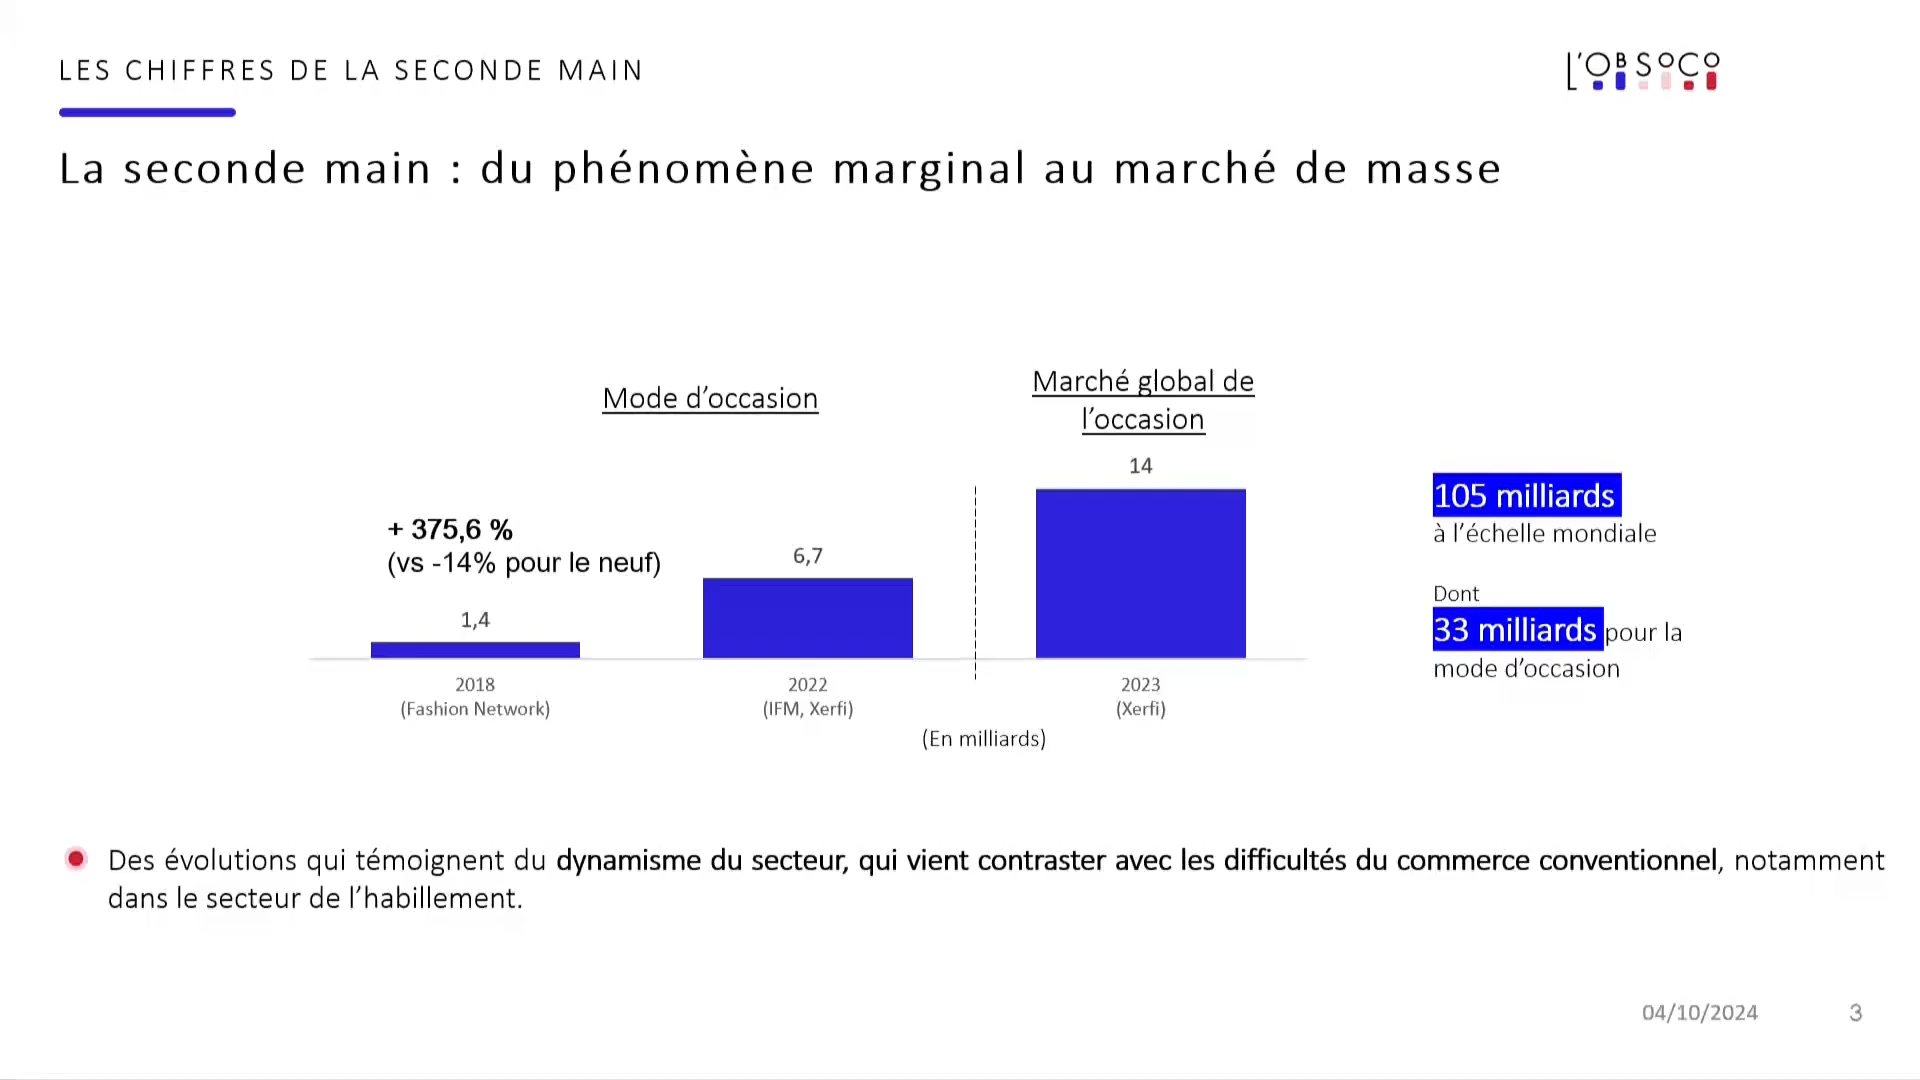 LES CHIFFRES DE LA SECONDE MAIN
L'OBSOCO
La seconde main : du phénomène marginal au marché de masse
Mode d’occasion
Marché global de
l’occasion
14
+ 375,6 %
(vs -14% pour le neuf)
6,7
1,4
105 milliards
à l’échelle mondiale
Dont
33 milliards pour la
mode d’occasion
2018
(Fashion Network)
2022
(IFM, Xerfi)
2023
(Xerfi)
(En milliards)
Des évolutions qui témoignent du dynamisme du secteur, qui vient contraster avec les difficultés du commerce conventionnel, notamment
dans le secteur de l’habillement.
04/10/2024
3